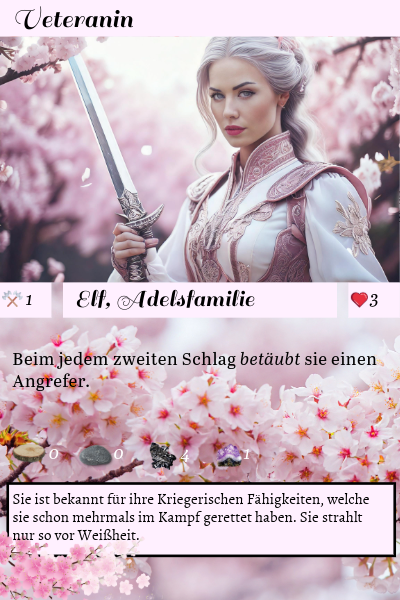 Veteranin
1
Elf, Adelsfamilie
3
Beim jedem zweiten Schlag betäubt sie einen
Angrefer.
0 0 4 1
Sie ist bekannt für ihre Kriegerischen Fähigkeiten, welche
sie schon mehrmals im Kampf gerettet haben. Sie strahlt
nur so vor Weißheit.